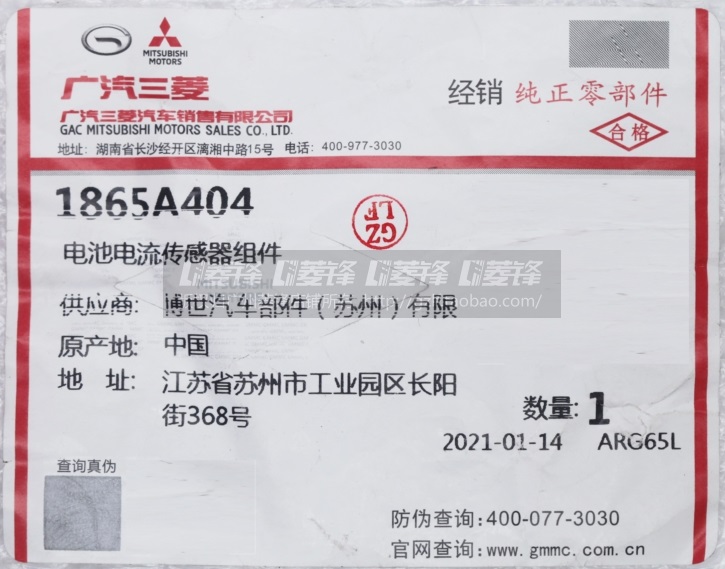 MITSUBISHI
MOTORS
广汽三菱
广汽三菱汽车销售有限公司
GAC MITSUBISHI MOTORS SALES CO., LTD.
地址: 湖南省长沙经开区漓湘中路15号 电话: 400-977-3030
经销 纯正零部件
合格
1865A404
GZ
LF
电池电流传感器组件
菱锋 菱锋 菱锋 菱锋
供应商: 博世汽车部件(苏州)有限
原产地: 中国
地 址: 江苏省苏州市工业园区长阳
街368号
数量: 1
2021-01-14 ARG65L
查询真伪
防伪查询:400-077-3030
官网查询:www.gmmc.com.cn